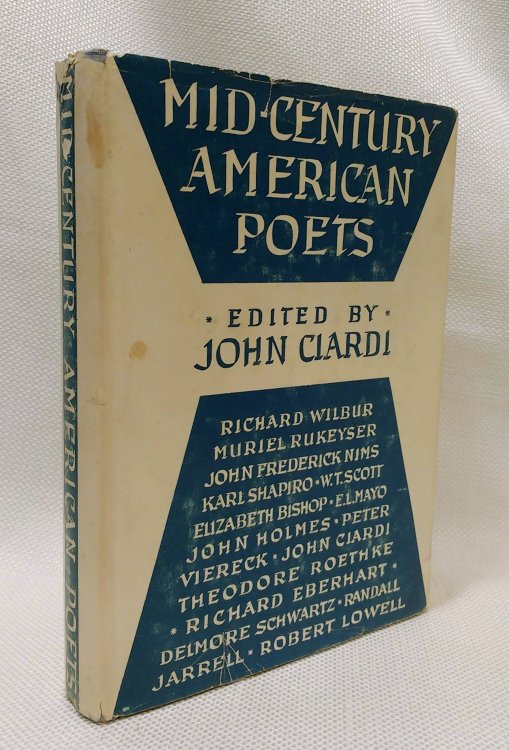 MID-CENTURY AMERICAN POETS
MID-CENTURY
AMERICAN
POETS
* EDITED BY *
JOHN CIARDI
RICHARD WILBUR
MURIEL RUKEYSER
JOHN FREDERICK NIMS
KARL SHAPIRO • W.T. SCOTT
ELIZABETH BISHOP • E.L. MAYO
JOHN HOLMES • PETER
VIERECK • JOHN CIARDI
THEODORE ROETHKE
* RICHARD EBERHART *
DELMORE SCHWARTZ • RANDALL
JARRELL • ROBERT LOWELL